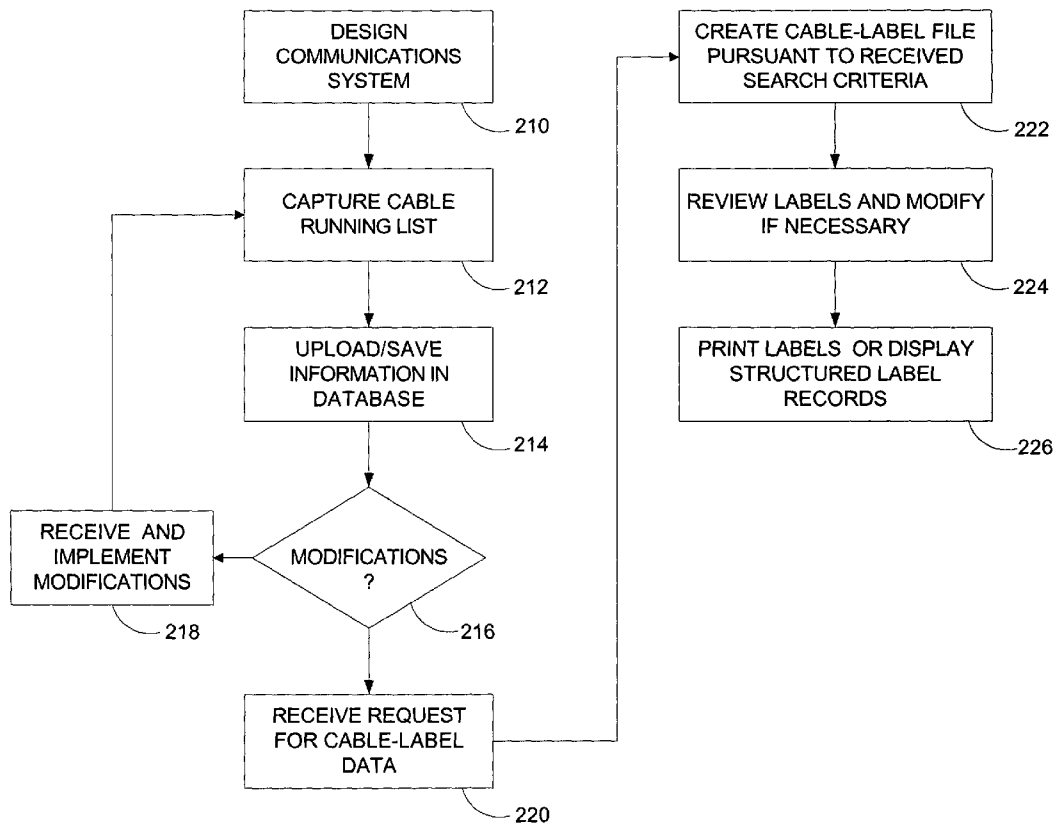 DESIGN
COMMUNICATIONS
SYSTEM
210
CAPTURE CABLE
RUNNING LIST
212
UPLOAD/SAVE
INFORMATION IN
DATABASE
214
MODIFICATIONS
?
216
RECEIVE AND
IMPLEMENT
MODIFICATIONS
218
RECEIVE REQUEST
FOR CABLE-LABEL
DATA
220
CREATE CABLE-LABEL FILE
PURSUANT TO RECEIVED
SEARCH CRITERIA
222
REVIEW LABELS AND MODIFY
IF NECESSARY
224
PRINT LABELS OR DISPLAY
STRUCTURED LABEL
RECORDS
226